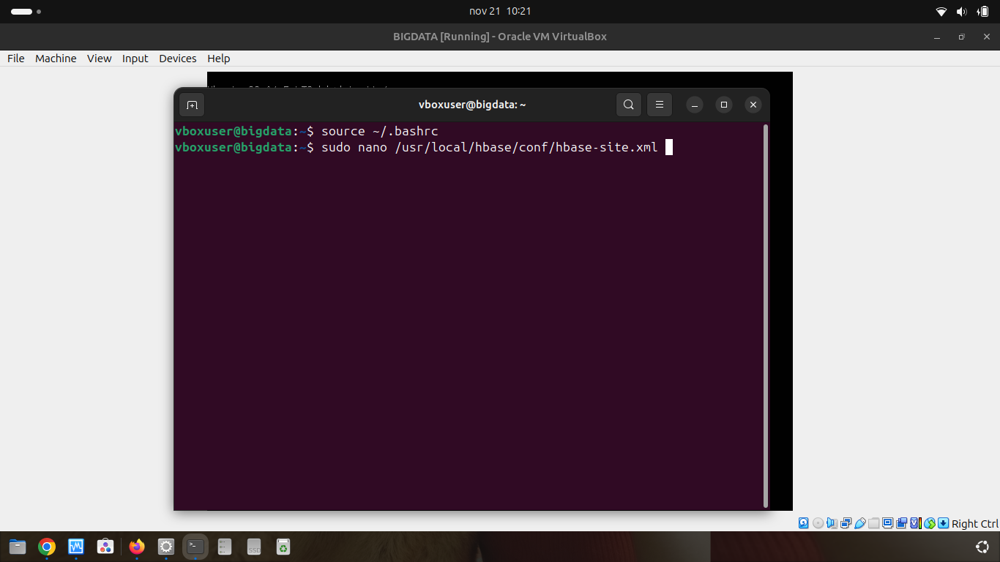 nov 21 10:21
BIGDATA [Running] - Oracle VM VirtualBox
File Machine View Input Devices Help
vboxuser@bigdata: ~
vboxuser@bigdata:~$ source ~/.bashrc
vboxuser@bigdata:~$ sudo nano /usr/local/hbase/conf/hbase-site.xml
Right Ctrl
SSD